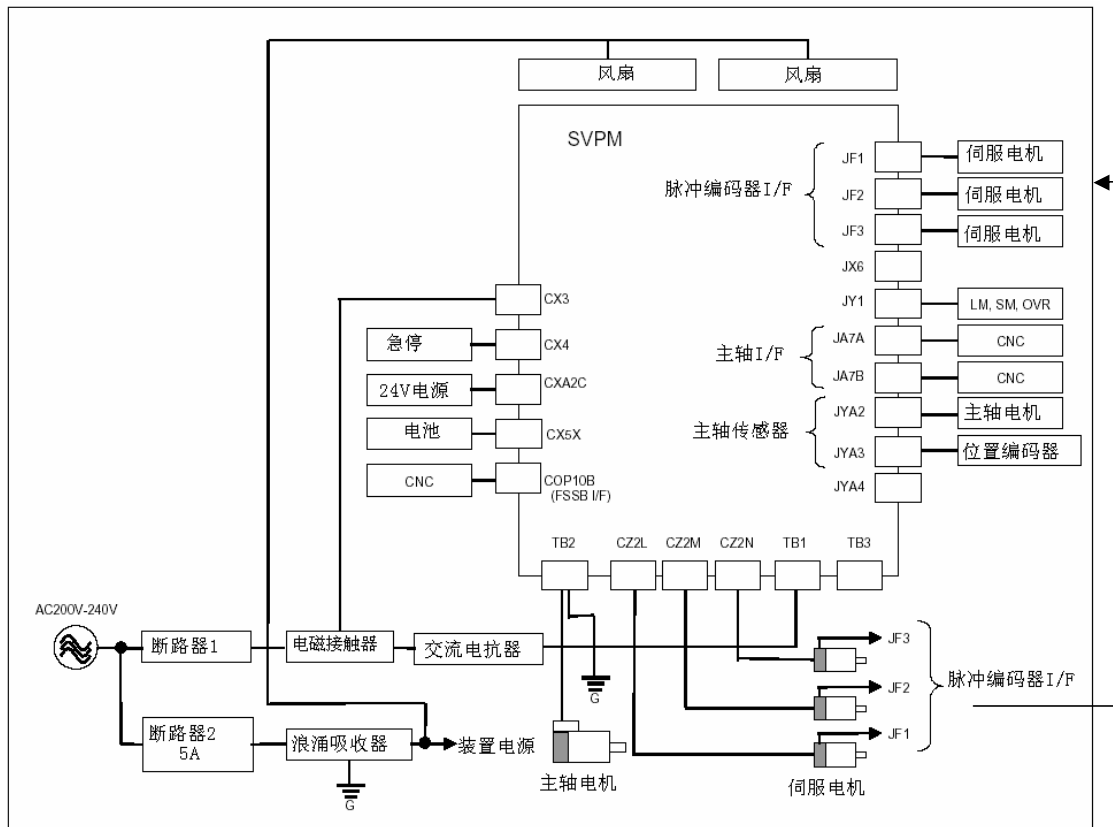 风扇
风扇
SVPM
脉冲编码器I/F
JF1
伺服电机
JF2
伺服电机
JF3
伺服电机
JX6
CX3
JY1
LM, SM, OVR
急停
CX4
主轴I/F
JA7A
CNC
24V电源
CXA2C
JA7B
CNC
电池
CX5X
主轴传感器
JYA2
主轴电机
JYA3
位置编码器
CNC
COP10B
(FSSB I/F)
JYA4
TB2
CZ2L
CZ2M
CZ2N
TB1
TB3
AC200V-240V
断路器1
电磁接触器
交流电抗器
JF3
G
JF2
脉冲编码器I/F
断路器2
5A
浪涌吸收器
装置电源
JF1
主轴电机
伺服电机
G